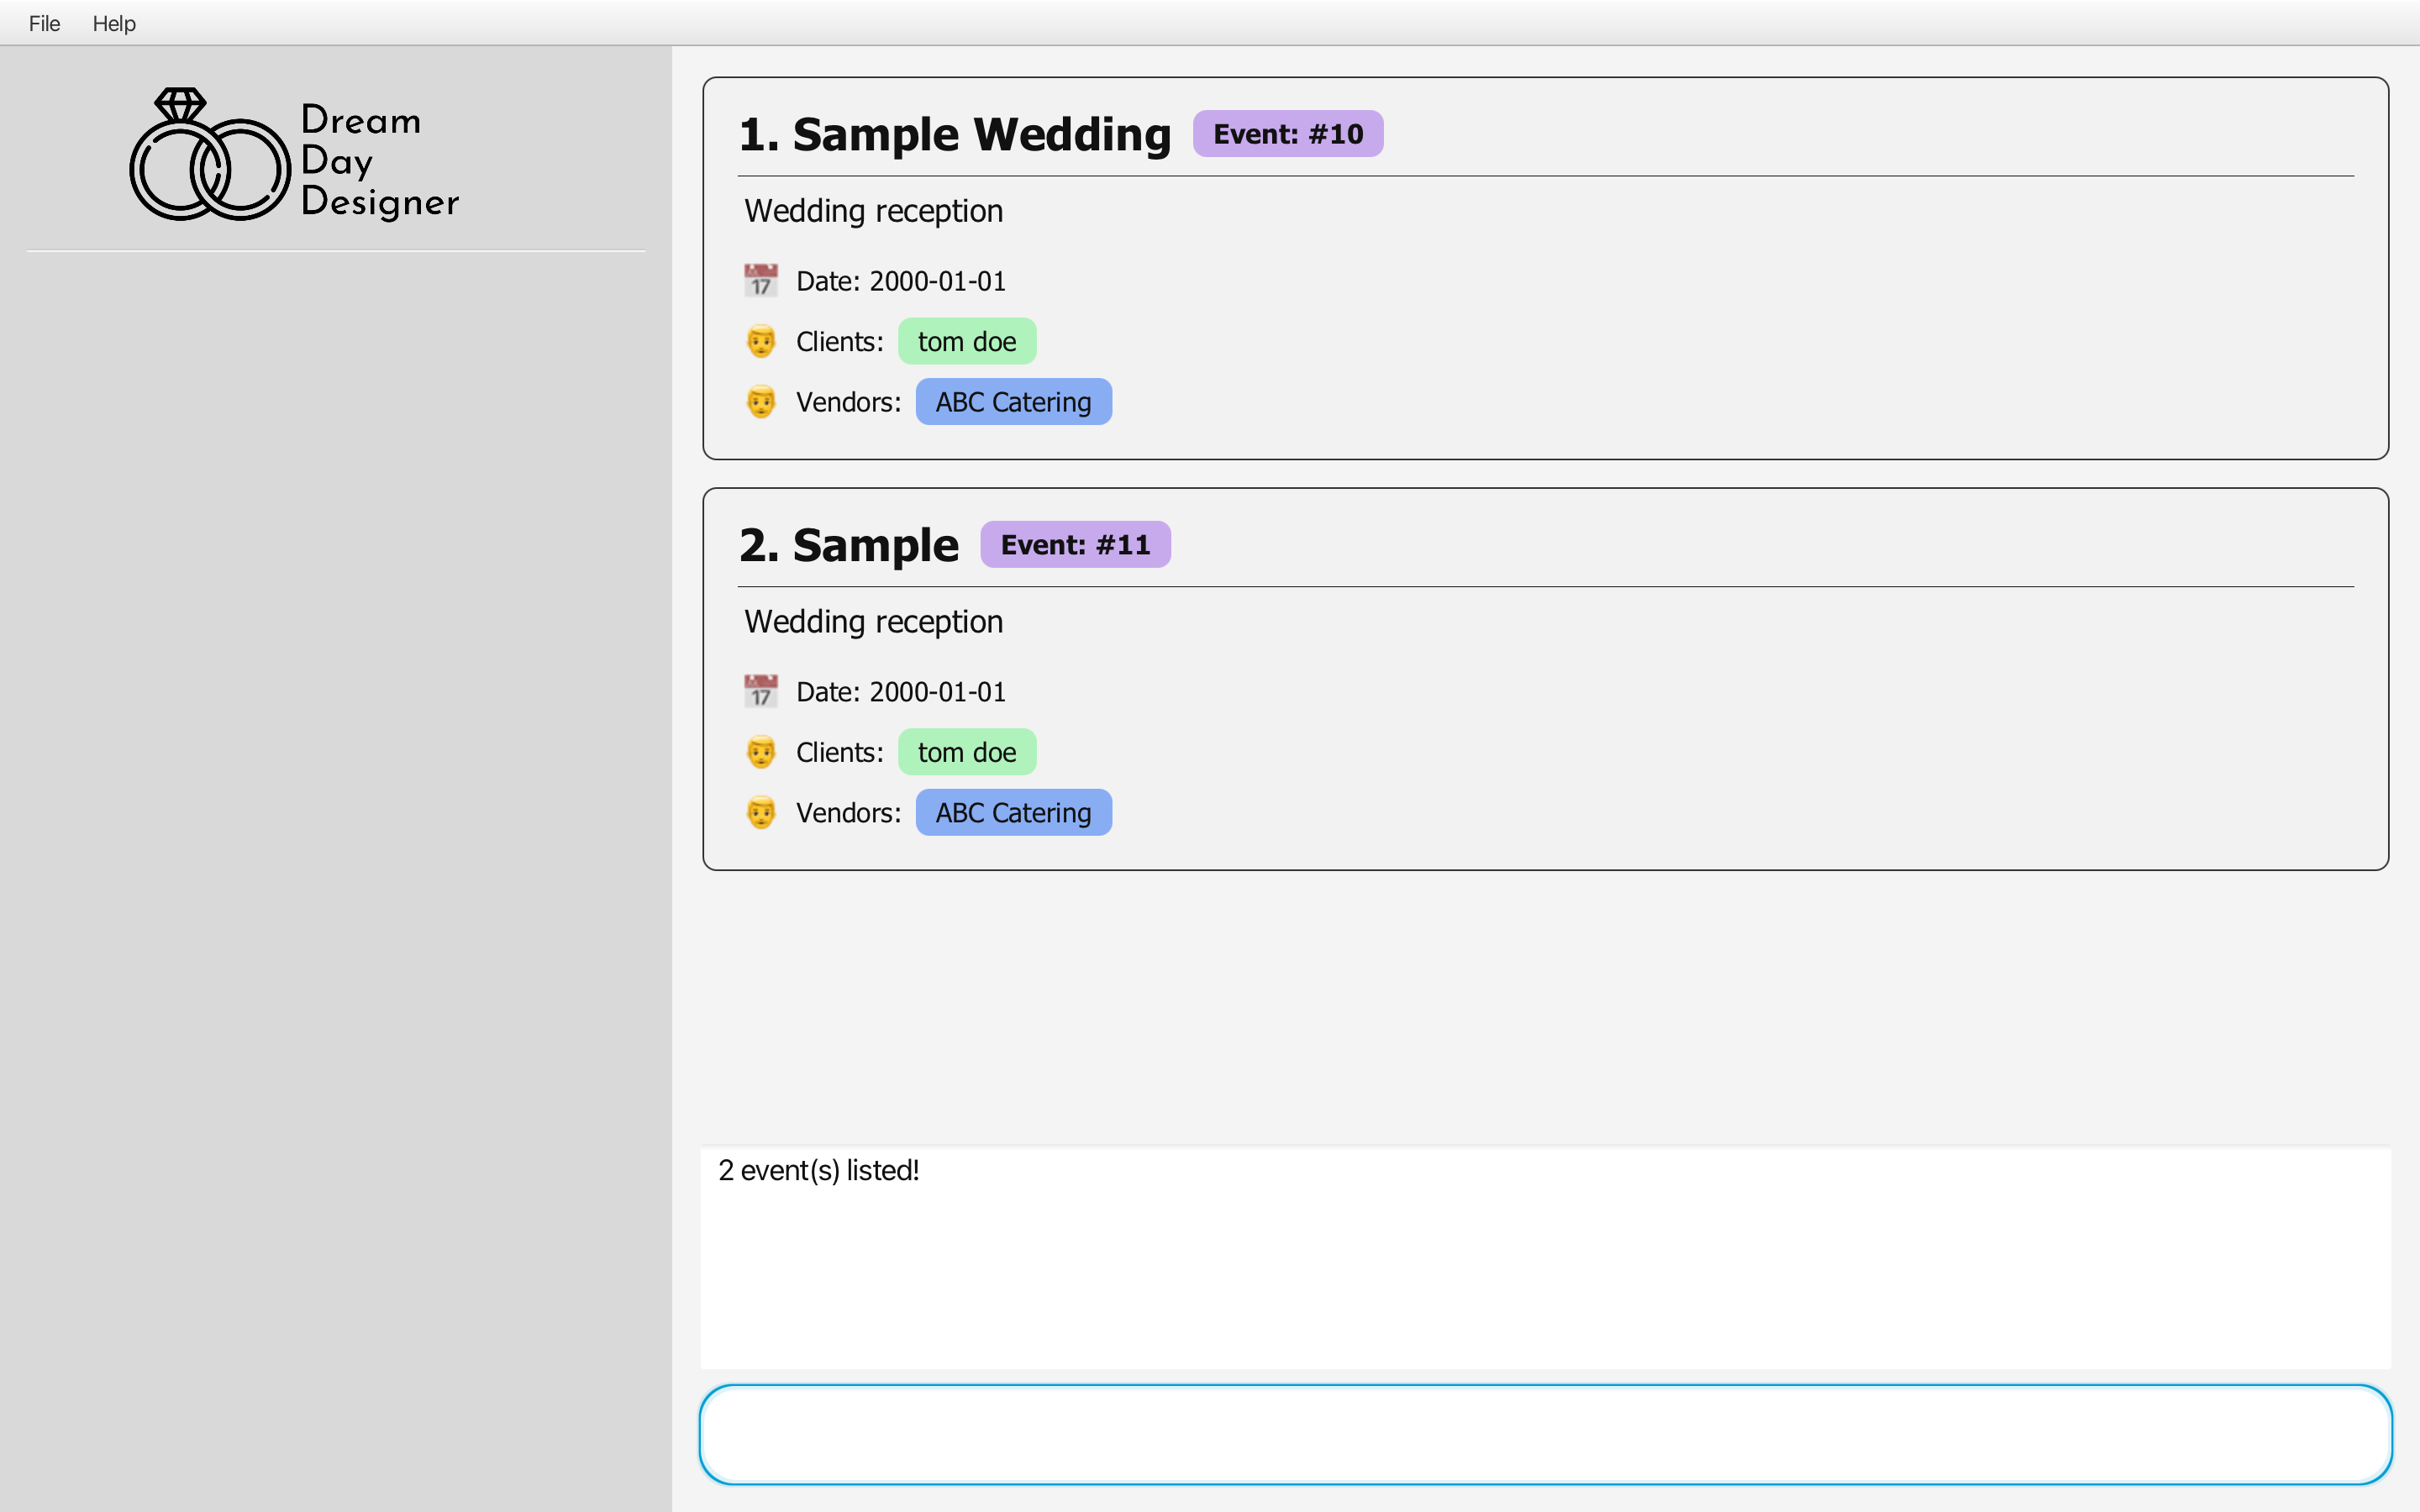 File Help
Dream
Day
Designer
1. Sample Wedding Event: #10
Wedding reception
17 Date: 2000-01-01
Clients: tom doe
Vendors: ABC Catering
2. Sample Event: #11
Wedding reception
17 Date: 2000-01-01
Clients: tom doe
Vendors: ABC Catering
2 event(s) listed!